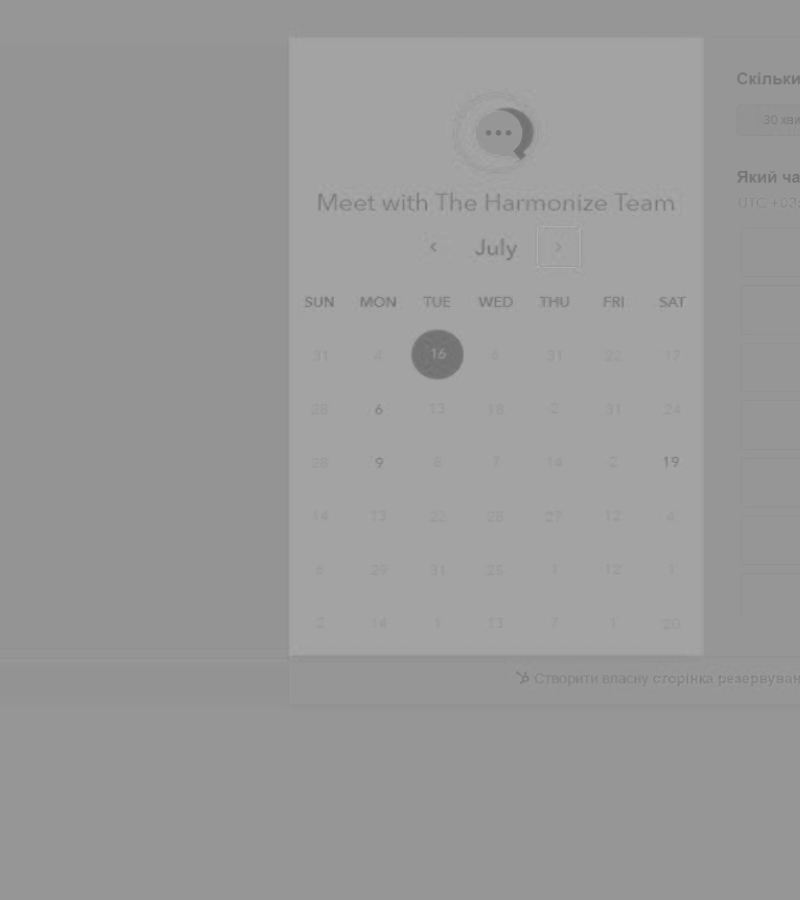 Скільки
30 хви
Meet with The Harmonize Team
Який ча
UTC +03:
‹ July ›
SUN MON TUE WED THU FRI SAT
31 4 16 6 31 22 17
28 6 13 18 2 31 24
28 9 8 7 14 2 19
14 13 22 28 27 12 4
6 29 31 25 1 12 1
2 14 1 13 7 1 20
Створити власну сторінка резервуван